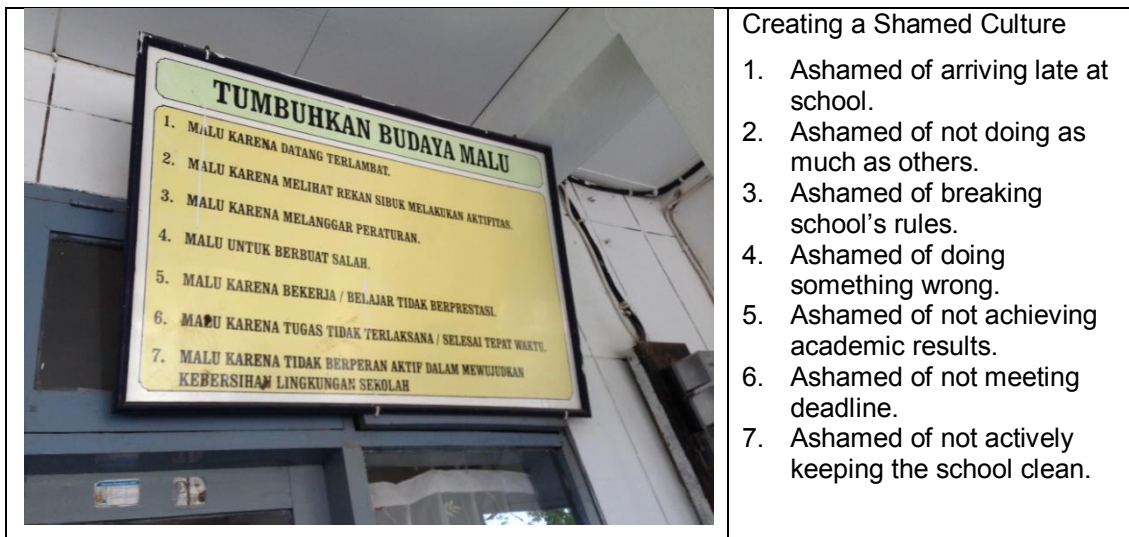 TUMBUHKAN BUDAYA MALU
1. MALU KARENA DATANG TERLAMBAT.
2. MALU KARENA MELIHAT REKAN SIBUK MELAKUKAN AKTIFITAS.
3. MALU KARENA MELANGGAR PERATURAN.
4. MALU UNTUK BERBUAT SALAH.
5. MALU KARENA BEKERJA / BELAJAR TIDAK BERPRESTASI.
6. MALU KARENA TUGAS TIDAK TERLAKSANA / SELESAI TEPAT WAKTU.
7. MALU KARENA TIDAK BERPERAN AKTIF DALAM MEWUJUDKAN
KEBERSIHAN LINGKUNGAN SEKOLAH
Creating a Shamed Culture
1. Ashamed of arriving late at
school.
2. Ashamed of not doing as
much as others.
3. Ashamed of breaking
school’s rules.
4. Ashamed of doing
something wrong.
5. Ashamed of not achieving
academic results.
6. Ashamed of not meeting
deadline.
7. Ashamed of not actively
keeping the school clean.